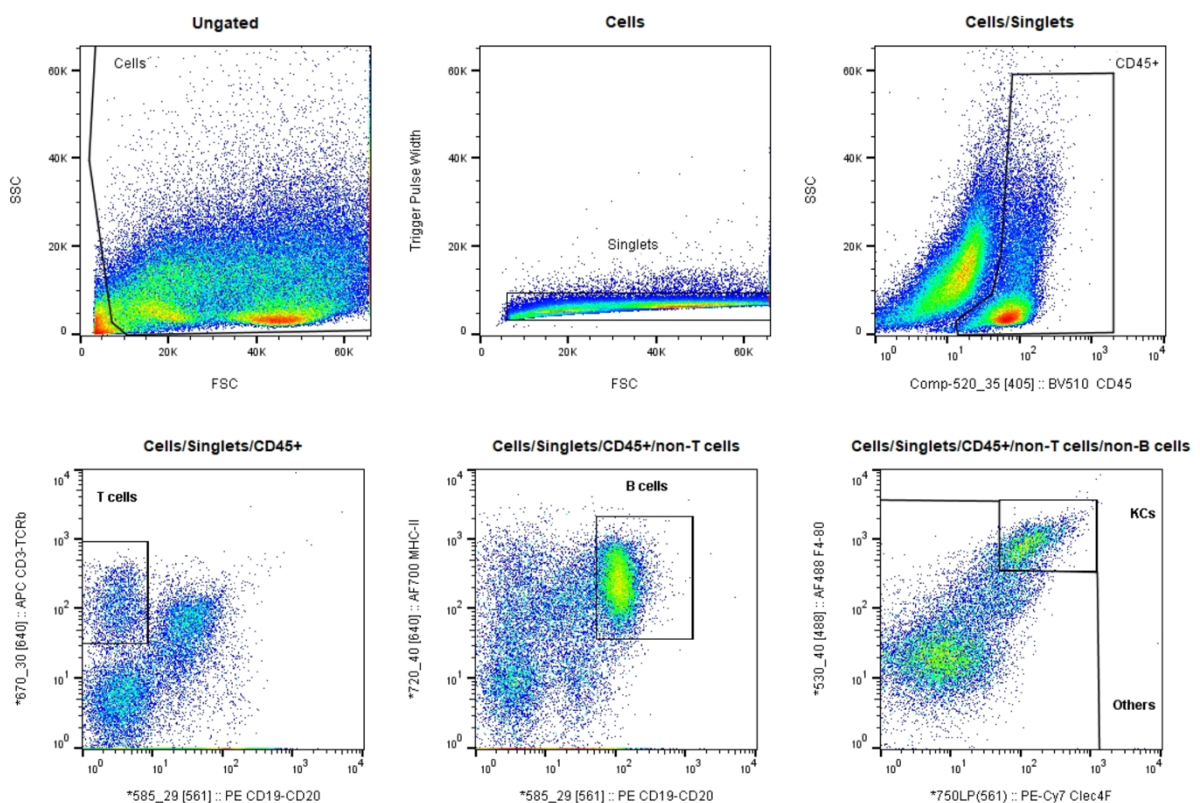 Ungated
Cells
Cells/Singlets
Cells
Singlets
CD45+
SSC
60K
40K
20K
0
0
20K
40K
60K
FSC
Trigger Pulse Width
60K
40K
20K
0
0
20K
40K
60K
FSC
SSC
60K
40K
20K
0
10^0
10^1
10^2
10^3
10^4
Comp-520_35 [405] :: BV510 CD45
Cells/Singlets/CD45+
Cells/Singlets/CD45+/non-T cells
Cells/Singlets/CD45+/non-T cells/non-B cells
T cells
*670_30 [640] :: APC CD3-TCRb
10^4
10^3
10^2
10^1
10^0
10^0
10^1
10^2
10^3
10^4
*585_29 [561] :: PE CD19-CD20
B cells
*720_40 [640] :: AF700 MHC-II
10^4
10^3
10^2
10^1
10^0
10^0
10^1
10^2
10^3
10^4
*585_29 [561] :: PE CD19-CD20
KCs
Others
*530_40 [488] :: AF488 F4-80
10^4
10^3
10^2
10^1
10^0
10^0
10^1
10^2
10^3
10^4
*750LP(561) :: PE-Cy7 Clec4F